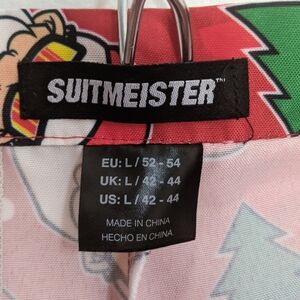 SUITMEISTER™
EU: L / 52 - 54
UK: L / 42 - 44
US: L / 42 - 44
MADE IN CHINA
HECHO EN CHINA